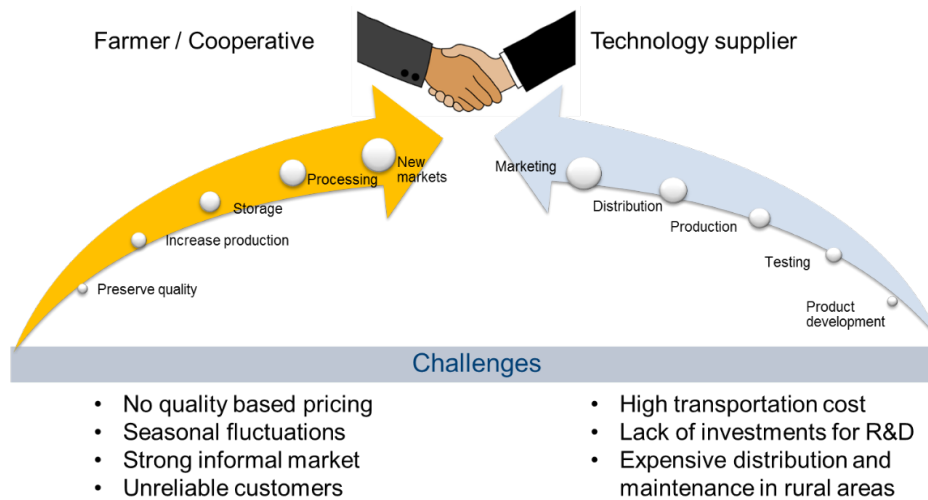 Farmer / Cooperative
Technology supplier
New
markets
Processing
Storage
Increase production
Preserve quality
Marketing
Distribution
Production
Testing
Product
development
Challenges
• No quality based pricing
• Seasonal fluctuations
• Strong informal market
• Unreliable customers
• High transportation cost
• Lack of investments for R&D
• Expensive distribution and
maintenance in rural areas